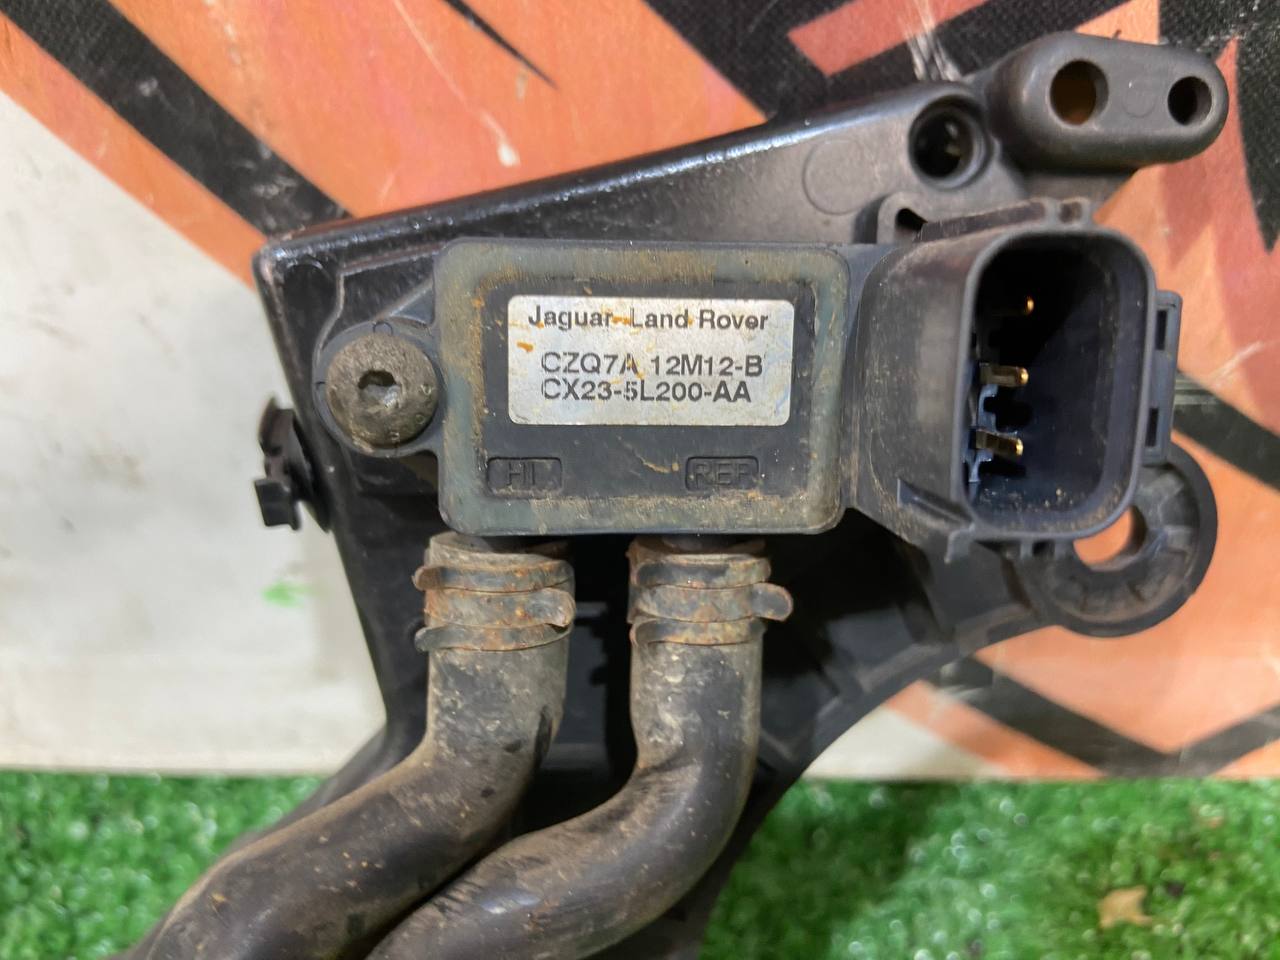 Jaguar-Land Rover
CZQ7A 12M12-B
CX23-5L200-AA
HI
REF